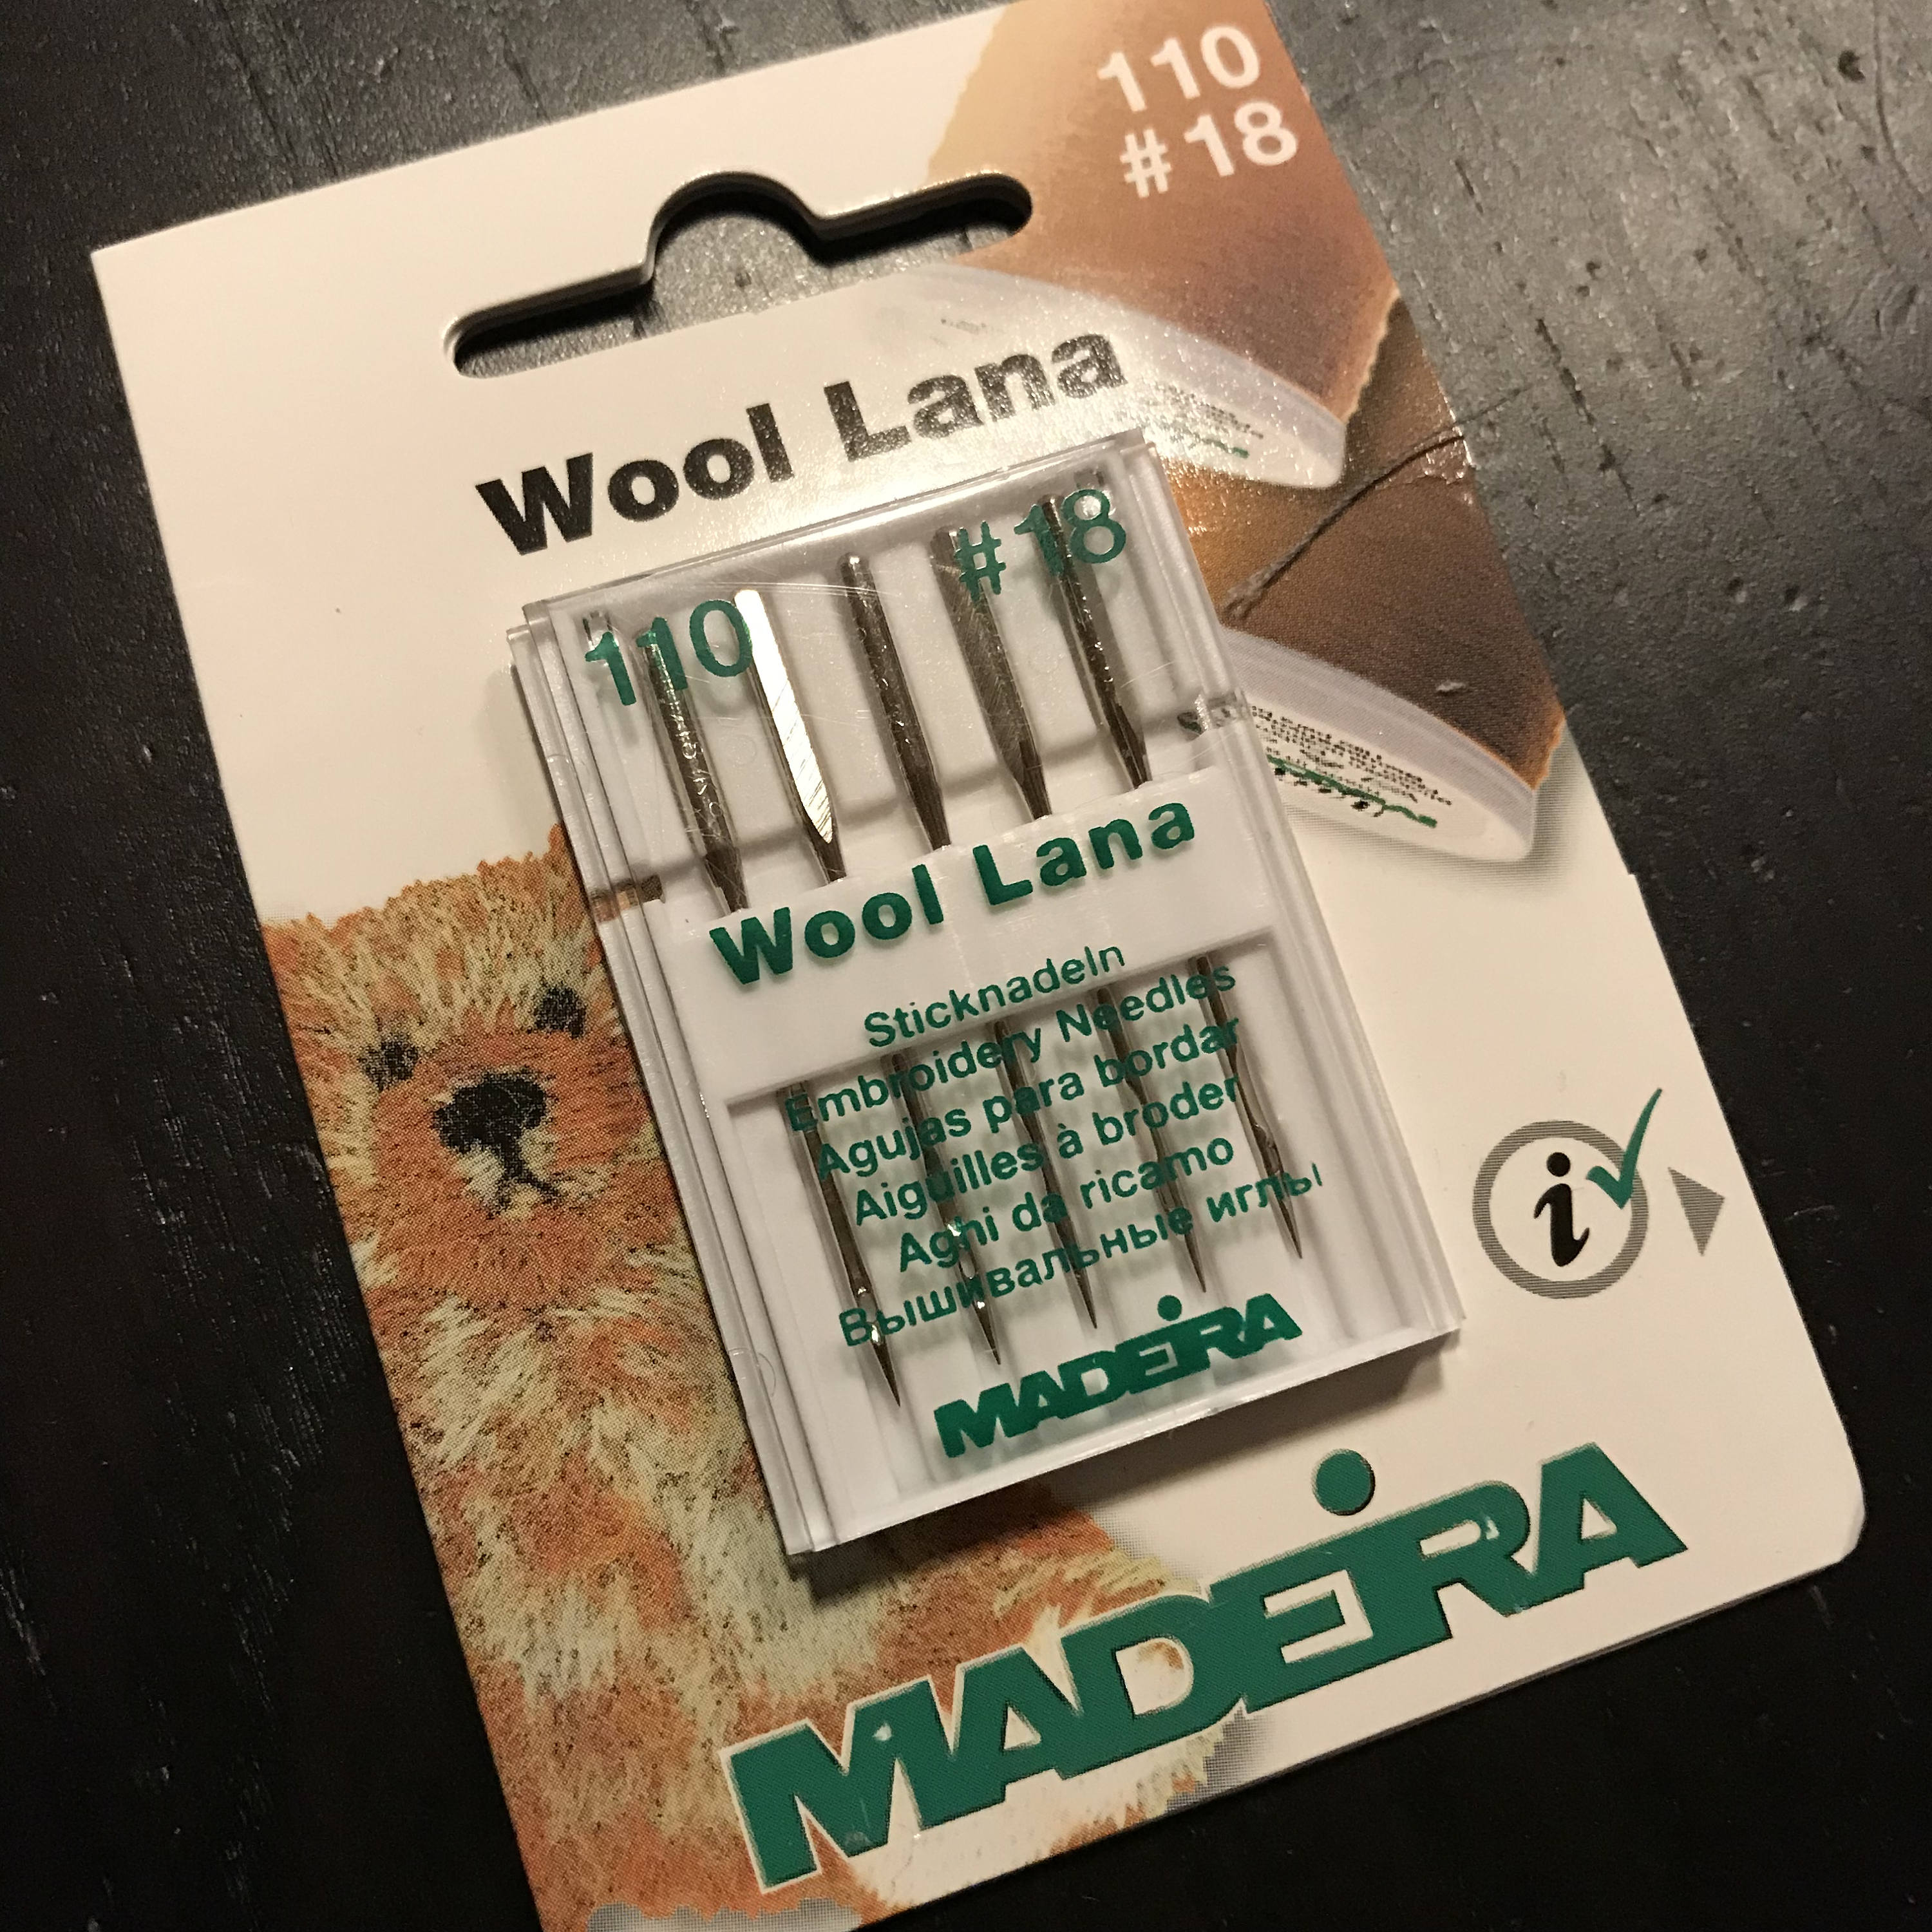 110
#18
Wool Lana
110 #18
Wool Lana
Sticknadeln
Embroidery Needles
Agujas para bordar
Aiguilles à broder
Aghi da ricamo
Вышивальные иглы
MADEIRA
i
MADEIRA